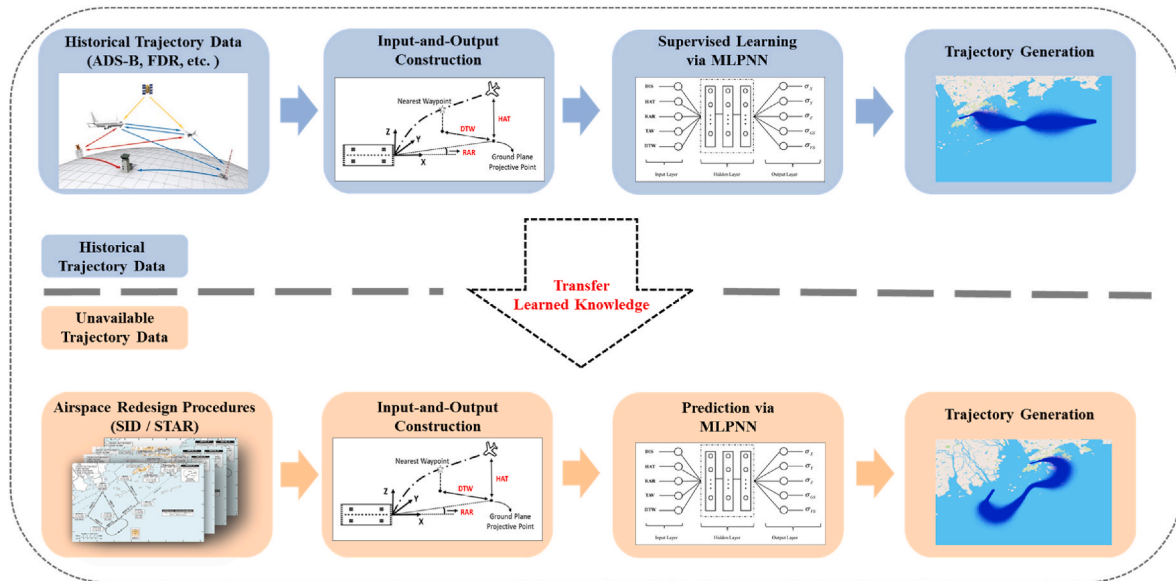 Historical Trajectory Data
(ADS-B, FDR, etc. )
Input-and-Output
Construction
Nearest Waypoint
HAT
DTW
Z
Y
X
RAR
Ground Plane
Projective Point
Supervised Learning
via MLPNN
DIS
HAT
RAR
TAV
DTW
Input Layer
Hidden Layer
Output Layer
Trajectory Generation
Historical
Trajectory Data
Transfer
Learned Knowledge
Unavailable
Trajectory Data
Airspace Redesign Procedures
(SID / STAR)
Input-and-Output
Construction
Nearest Waypoint
HAT
DTW
Z
Y
X
RAR
Ground Plane
Projective Point
Prediction via
MLPNN
DIS
HAT
RAR
TAV
DTW
Input Layer
Hidden Layer
Output Layer
Trajectory Generation